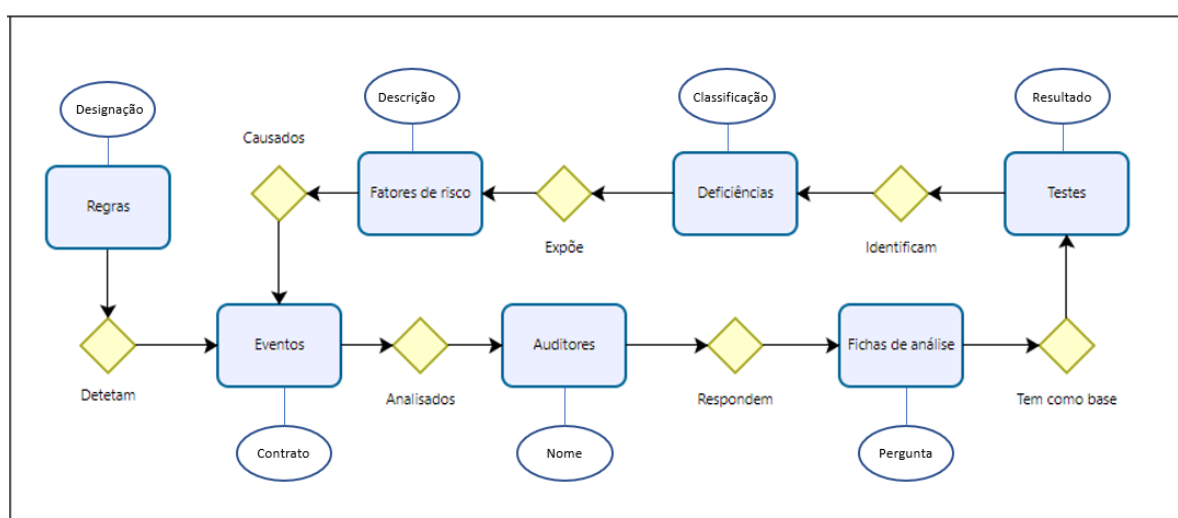 Designação
Descrição
Classificação
Resultado
Causados
Regras
Fatores de risco
Deficiências
Testes
Expõe
Identificam
Eventos
Auditores
Fichas de análise
Detetam
Analisados
Respondem
Tem como base
Contrato
Nome
Pergunta